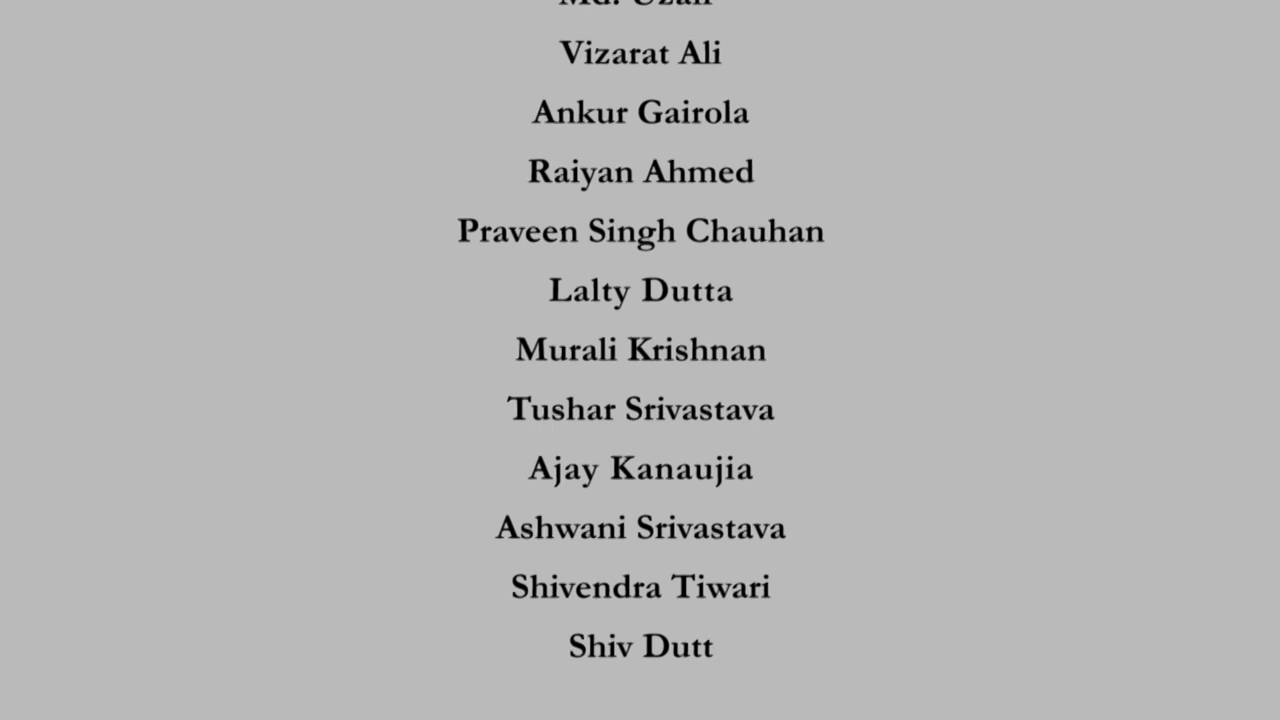 Vizarat Ali
Ankur Gairola
Raiyan Ahmed
Praveen Singh Chauhan
Lalty Dutta
Murali Krishnan
Tushar Srivastava
Ajay Kanaujia
Ashwani Srivastava
Shivendra Tiwari
Shiv Dutt